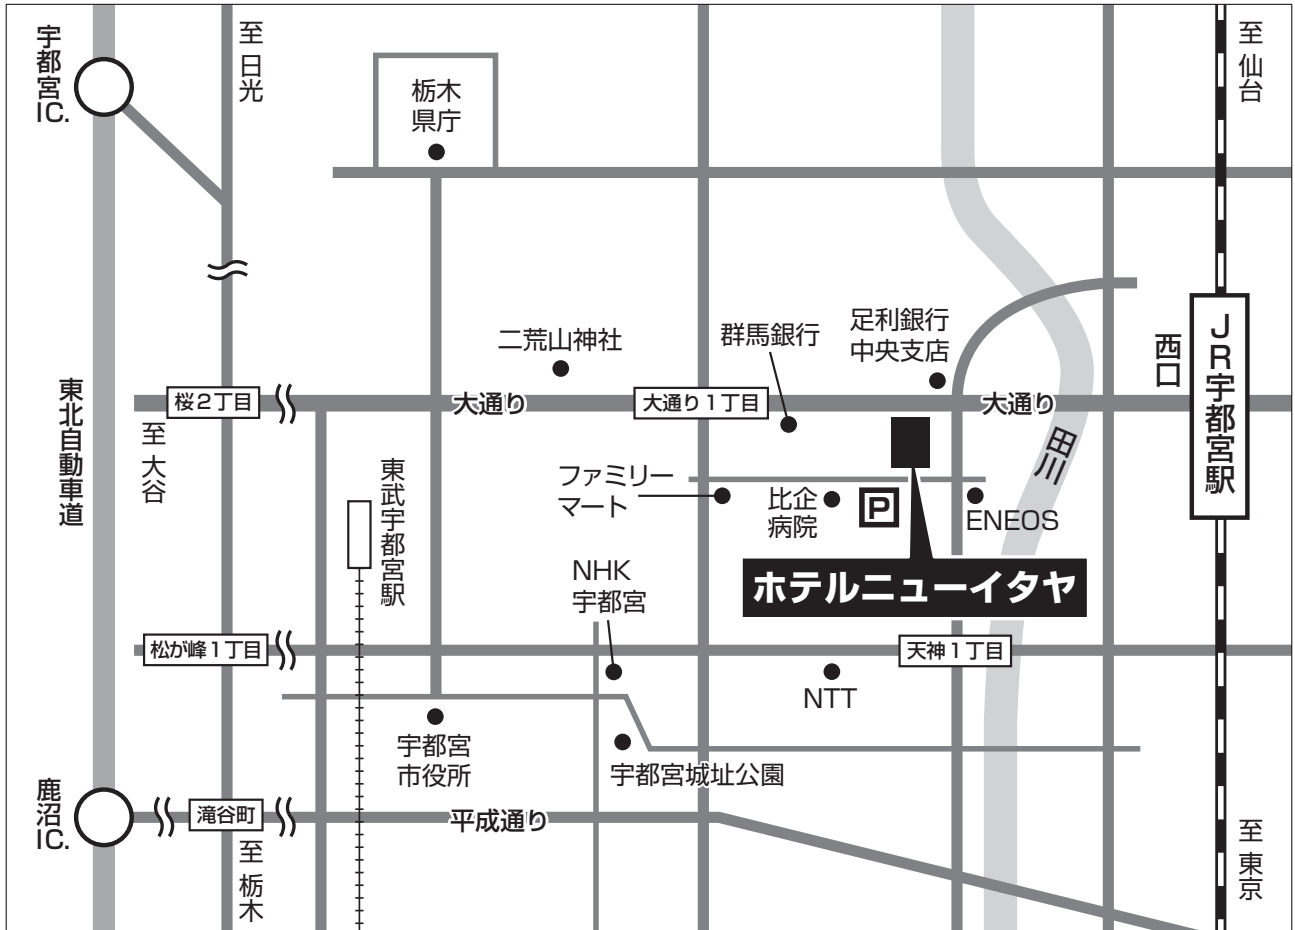 宇都宮
IC.
至 日光
栃木
県庁
至 仙台
二荒山神社
群馬銀行
足利銀行
中央支店
西口
JR宇都宮駅
東北自動車道
桜2丁目
大通り
大通り1丁目
大通り
至 大谷
東武宇都宮駅
ファミリー
マート
比企
病院
P
ENEOS
田川
NHK
宇都宮
ホテルニューイタヤ
松が峰1丁目
天神1丁目
NTT
宇都宮
市役所
宇都宮城址公園
鹿沼
IC.
滝谷町
平成通り
至 栃木
至 東京